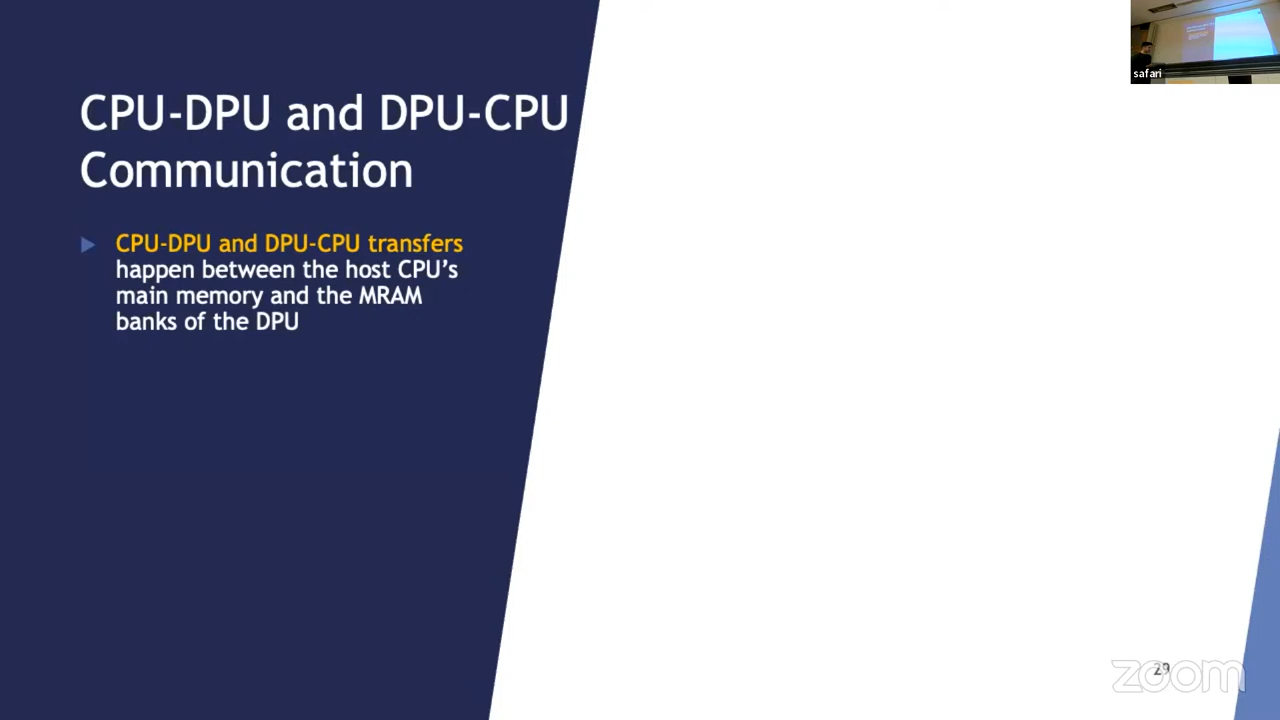 safari
CPU-DPU and DPU-CPU
Communication
CPU-DPU and DPU-CPU transfers
happen between the host CPU's
main memory and the MRAM
banks of the DPU
29
zoom